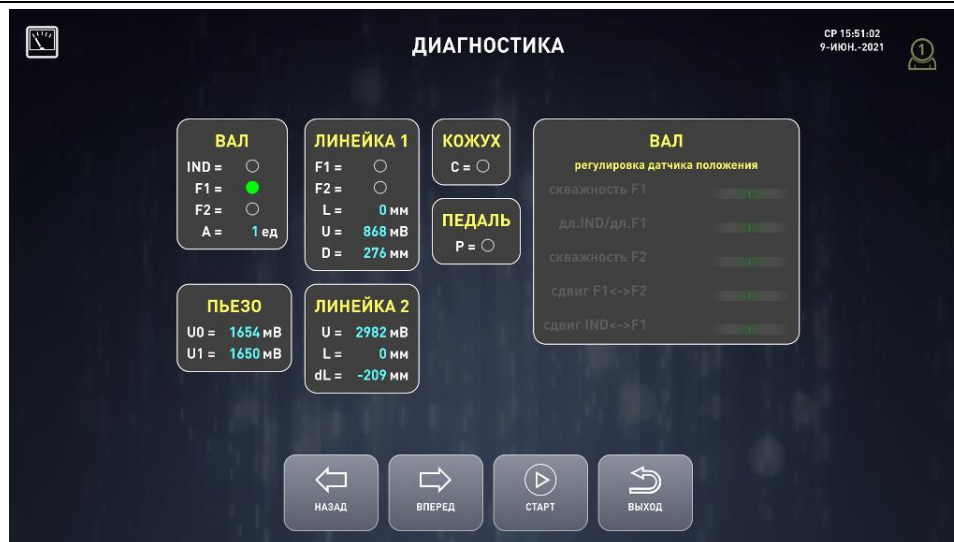 ДИАГНОСТИКА
СР 15:51:02
9-ИЮН.-2021
1
ВАЛ
IND =
F1 =
F2 =
A = 1 ед
ЛИНЕЙКА 1
F1 =
F2 =
L = 0 мм
U = 868 мВ
D = 276 мм
КОЖУХ
C =
ПЕДАЛЬ
P =
ВАЛ
регулировка датчика положения
скважность F1
дл.IND/дл.F1
скважность F2
сдвиг F1<->F2
сдвиг IND<->F1
ПЬЕЗО
U0 = 1654 мВ
U1 = 1650 мВ
ЛИНЕЙКА 2
U = 2982 мВ
L = 0 мм
dL = -209 мм
НАЗАД
ВПЕРЕД
СТАРТ
ВЫХОД